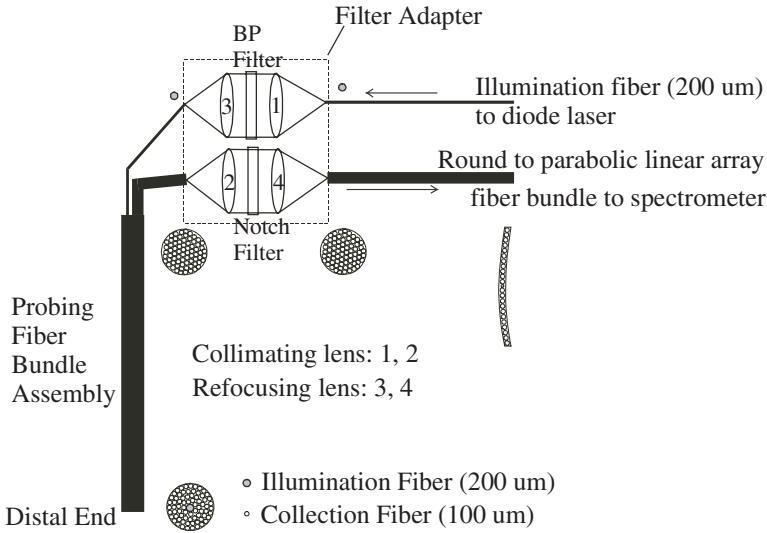 Filter Adapter
BP
Filter
3
1
Illumination fiber (200 um)
to diode laser
2
4
Round to parabolic linear array
fiber bundle to spectrometer
Notch
Filter
Probing
Fiber
Bundle
Assembly
Collimating lens: 1, 2
Refocusing lens: 3, 4
Illumination Fiber (200 um)
Collection Fiber (100 um)
Distal End